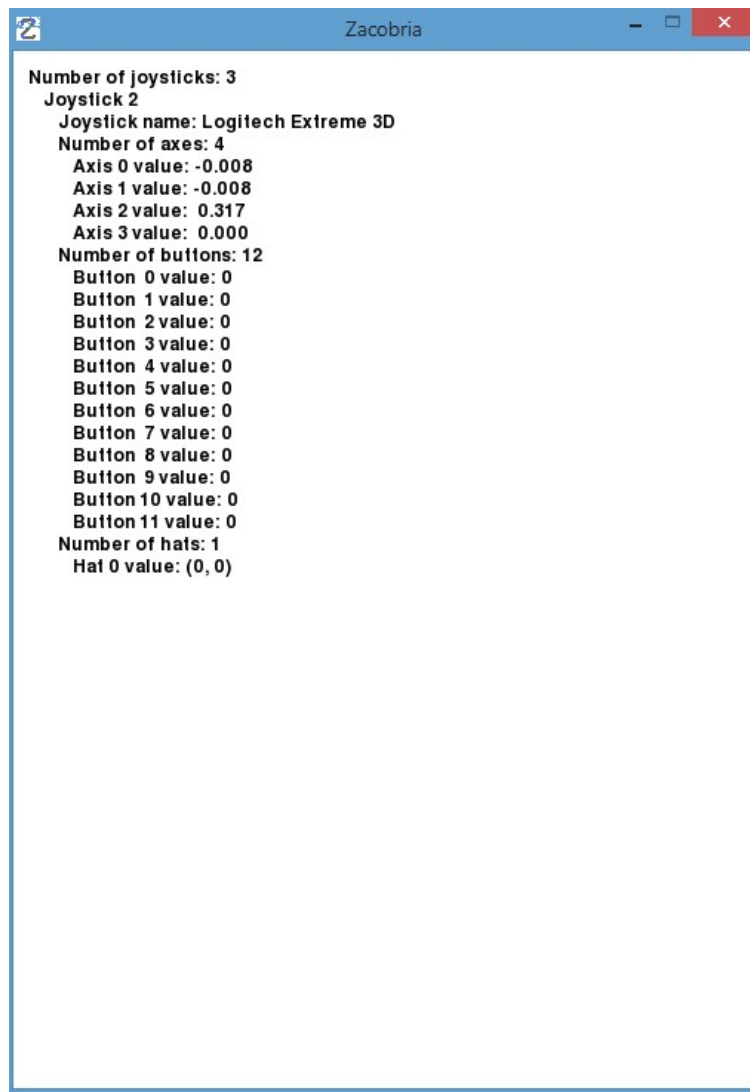 Zacobria
Number of joysticks: 3
Joystick 2
Joystick name: Logitech Extreme 3D
Number of axes: 4
Axis 0 value: -0.008
Axis 1 value: -0.008
Axis 2 value:  0.317
Axis 3 value:  0.000
Number of buttons: 12
Button  0 value: 0
Button  1 value: 0
Button  2 value: 0
Button  3 value: 0
Button  4 value: 0
Button  5 value: 0
Button  6 value: 0
Button  7 value: 0
Button  8 value: 0
Button  9 value: 0
Button 10 value: 0
Button 11 value: 0
Number of hats: 1
Hat 0 value: (0, 0)